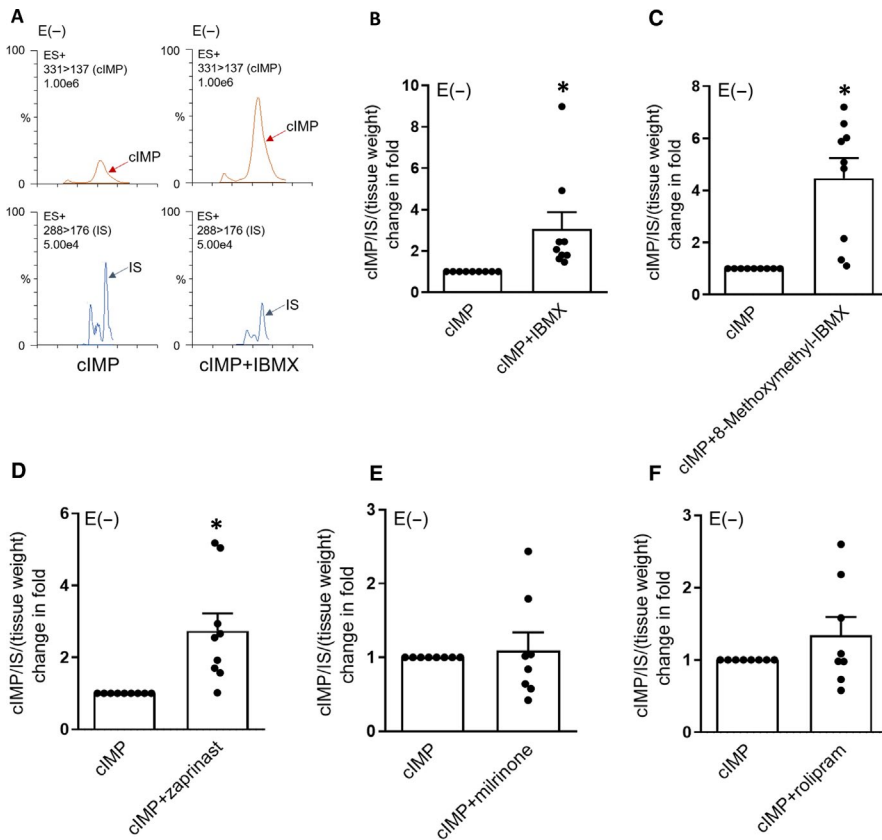 A
E(–)
100
%
0
ES+
331>137 (cIMP)
1.00e6
cIMP
100
%
0
ES+
288>176 (IS)
5.00e4
IS
cIMP
E(–)
100
%
0
ES+
331>137 (cIMP)
1.00e6
cIMP
100
%
0
ES+
288>176 (IS)
5.00e4
IS
cIMP+IBMX
B
E(–)
*
cIMP/IS/(tissue weight)
change in fold
10
8
6
4
2
0
cIMP
cIMP+IBMX
C
E(–)
*
cIMP/IS/(tissue weight)
change in fold
8
6
4
2
0
cIMP
cIMP+8-Methoxymethyl-IBMX
D
E(–)
*
cIMP/IS/(tissue weight)
change in fold
6
4
2
0
cIMP
cIMP+zaprinast
E
E(–)
cIMP/IS/(tissue weight)
change in fold
3
2
1
0
cIMP
cIMP+milrinone
F
E(–)
cIMP/IS/(tissue weight)
change in fold
3
2
1
0
cIMP
cIMP+rolipram